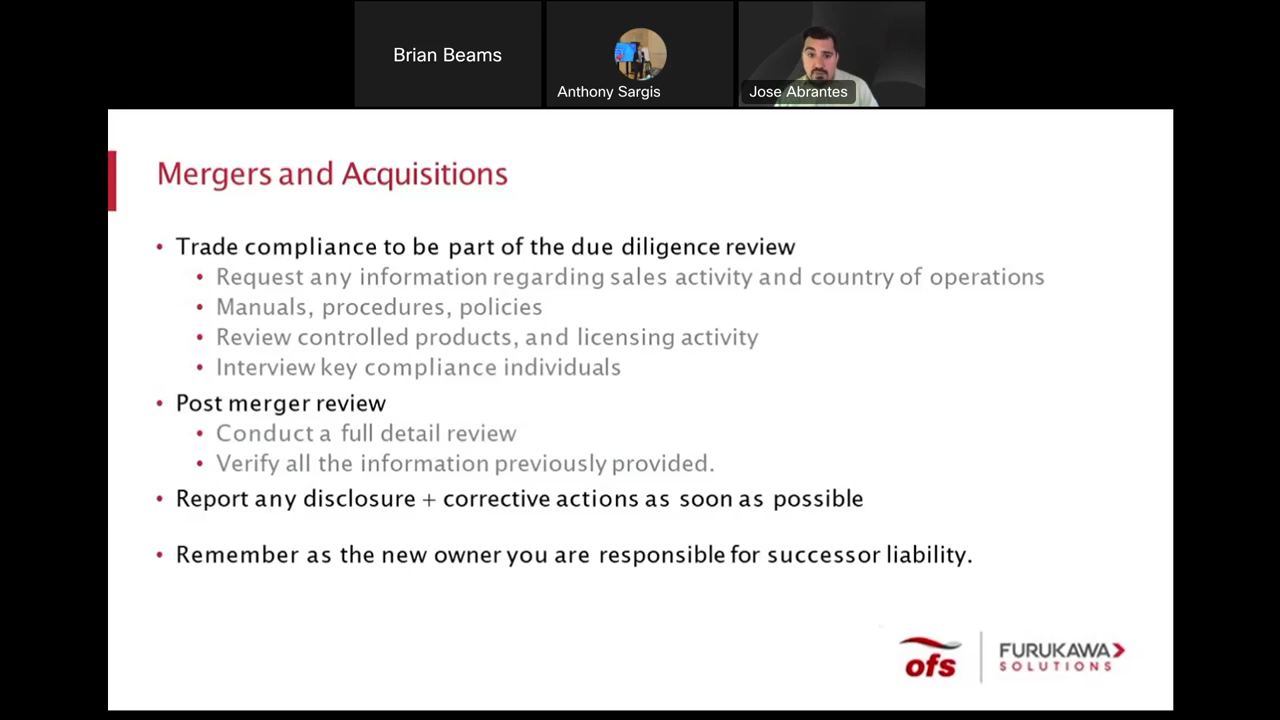 Brian Beams
Anthony Sargis
Jose Abrantes
Mergers and Acquisitions
• Trade compliance to be part of the due diligence review
• Request any information regarding sales activity and country of operations
• Manuals, procedures, policies
• Review controlled products, and licensing activity
• Interview key compliance individuals
• Post merger review
• Conduct a full detail review
• Verify all the information previously provided.
• Report any disclosure + corrective actions as soon as possible
• Remember as the new owner you are responsible for successor liability.
ofs
FURUKAWA
SOLUTIONS